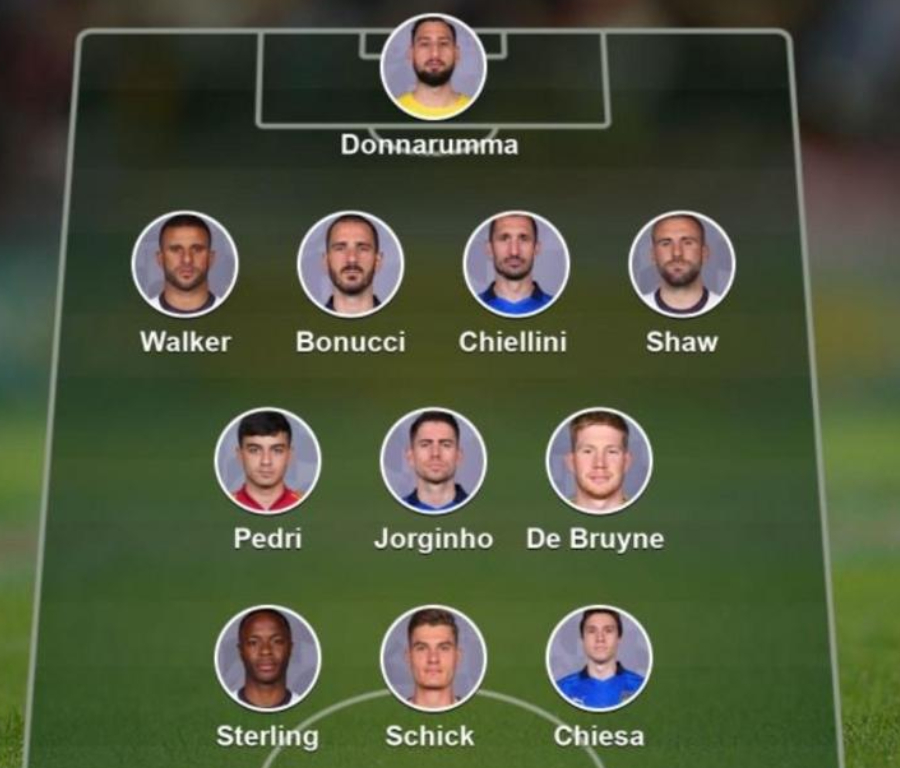 Donnarumma
Walker Bonucci Chiellini Shaw
Pedri Jorginho De Bruyne
Sterling Schick Chiesa